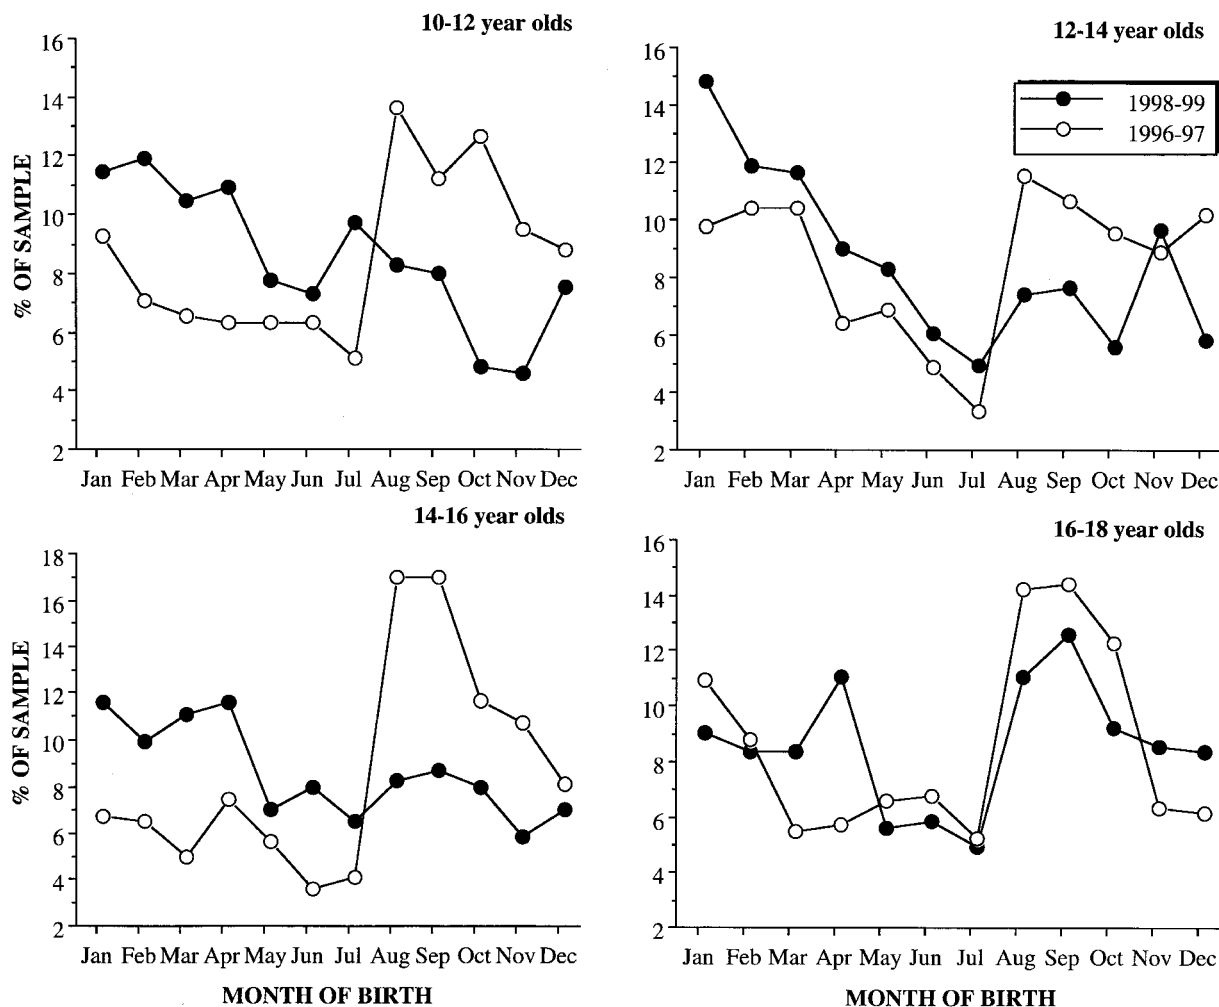 10-12 year olds
16
14
12
10
8
6
4
2
% OF SAMPLE
Jan Feb Mar Apr May Jun Jul Aug Sep Oct Nov Dec
12-14 year olds
1998-99
1996-97
16
14
12
10
8
6
4
2
Jan Feb Mar Apr May Jun Jul Aug Sep Oct Nov Dec
14-16 year olds
18
16
14
12
10
8
6
4
2
% OF SAMPLE
Jan Feb Mar Apr May Jun Jul Aug Sep Oct Nov Dec
MONTH OF BIRTH
16-18 year olds
16
14
12
10
8
6
4
2
Jan Feb Mar Apr May Jun Jul Aug Sep Oct Nov Dec
MONTH OF BIRTH